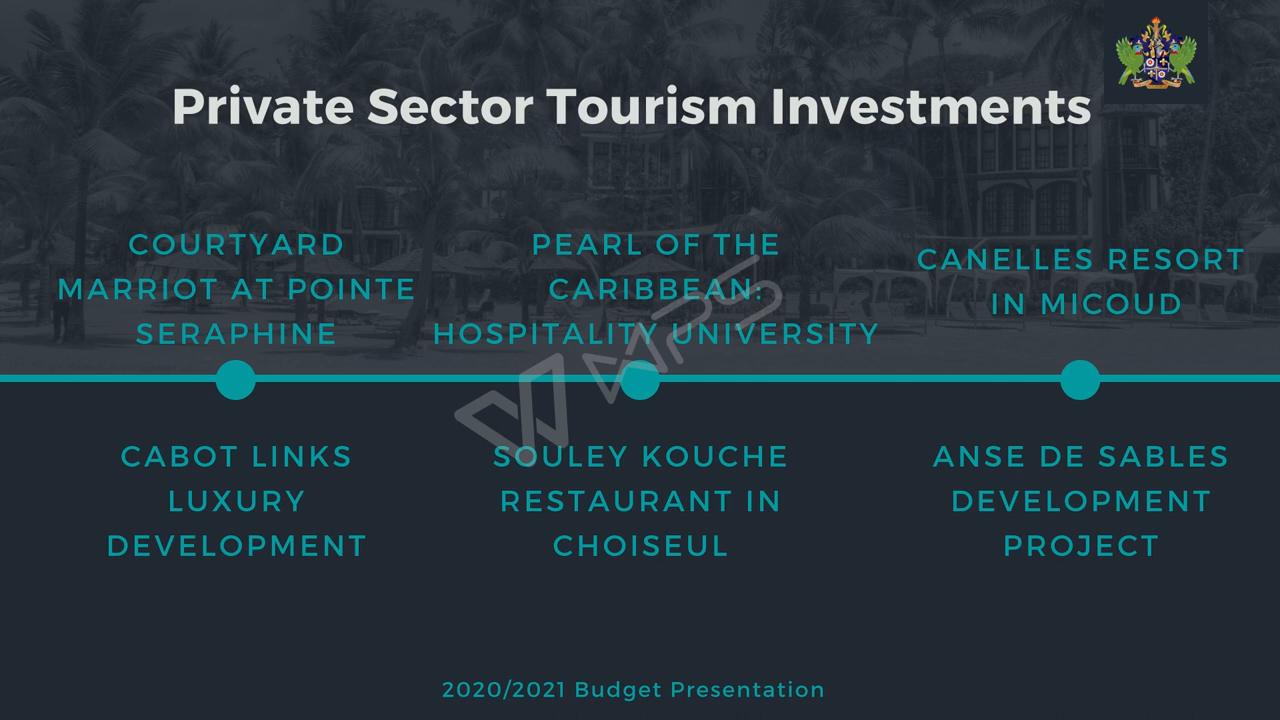 Private Sector Tourism Investments
COURTYARD
MARRIOT AT POINTE
SERAPHINE
PEARL OF THE
CARIBBEAN:
HOSPITALITY UNIVERSITY
CANELLES RESORT
IN MICOUD
CABOT LINKS
LUXURY
DEVELOPMENT
SOULEY KOUCHE
RESTAURANT IN
CHOISEUL
ANSE DE SABLES
DEVELOPMENT
PROJECT
2020/2021 Budget Presentation